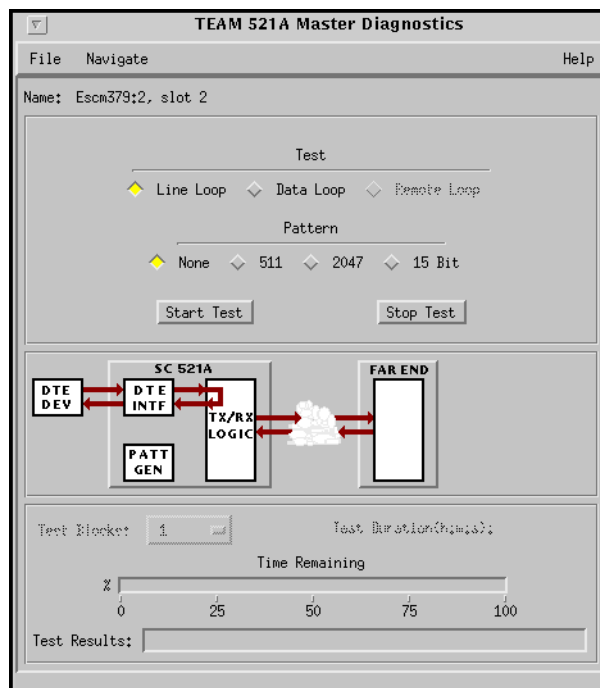 TEAM 521A Master Diagnostics
File Navigate Help
Name: Escm379:2, slot 2
Test
Line Loop Data Loop Remote Loop
Pattern
None 511 2047 15 Bit
Start Test Stop Test
SC 521A FAR END
DTE DEV
DTE INTF
TX/RX LOGIC
PATT GEN
Test Blocks: 1 Test Duration(h:m:s):
Time Remaining
%
0 25 50 75 100
Test Results: